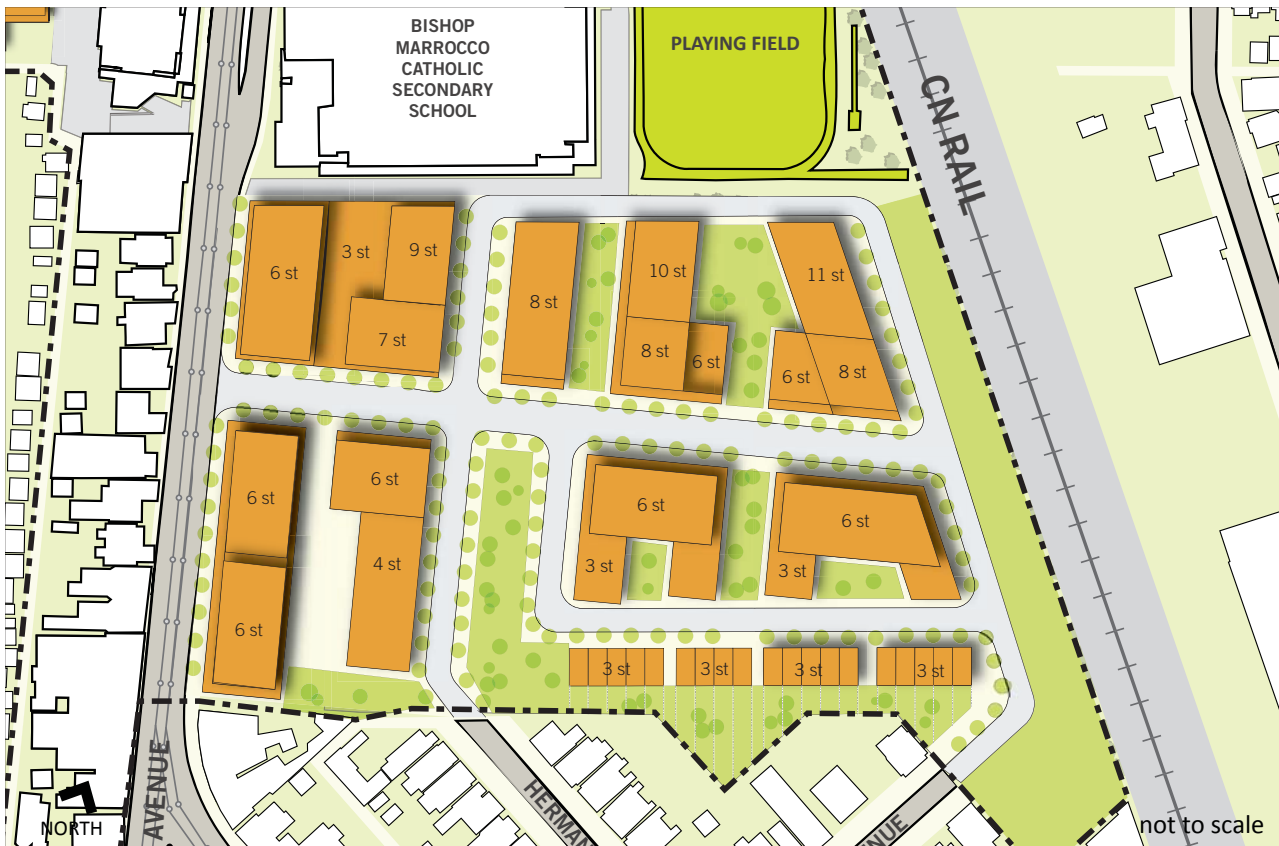 BISHOP
MARROCCO
CATHOLIC
SECONDARY
SCHOOL
PLAYING FIELD
CN RAIL
6 st
3 st
9 st
7 st
8 st
10 st
8 st
6 st
11 st
6 st
8 st
6 st
6 st
6 st
4 st
6 st
3 st
6 st
3 st
3 st
3 st
3 st
3 st
AVENUE
HERMAN
NUE
NORTH
not to scale